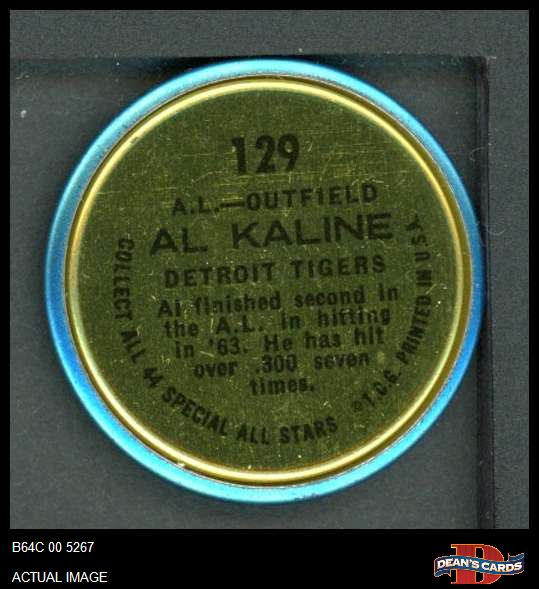 129
A.L.—OUTFIELD
AL KALINE
DETROIT TIGERS
Al finished second in
the A.L. in hitting
in '63. He has hit
over .300 seven
times.
COLLECT ALL 44 SPECIAL ALL STARS
© T.C.G. PRINTED IN U.S.A.
B64C 00 5267
ACTUAL IMAGE
D
DEAN'S CARDS